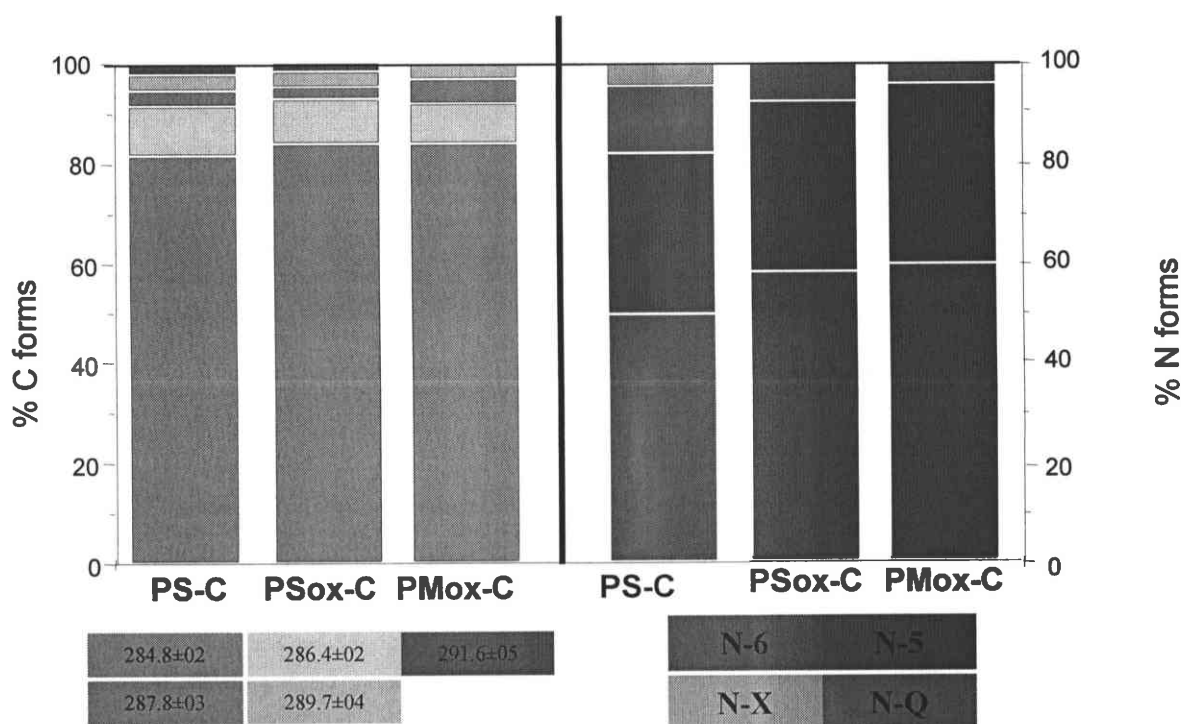 100
80
60
40
20
0
% C forms
100
80
60
40
20
0
% N forms
PS-C PSox-C PMox-C PS-C PSox-C PMox-C
284.8±02 286.4±02 291.6±05
287.8±03 289.7±04
N-6 N-5
N-X N-Q